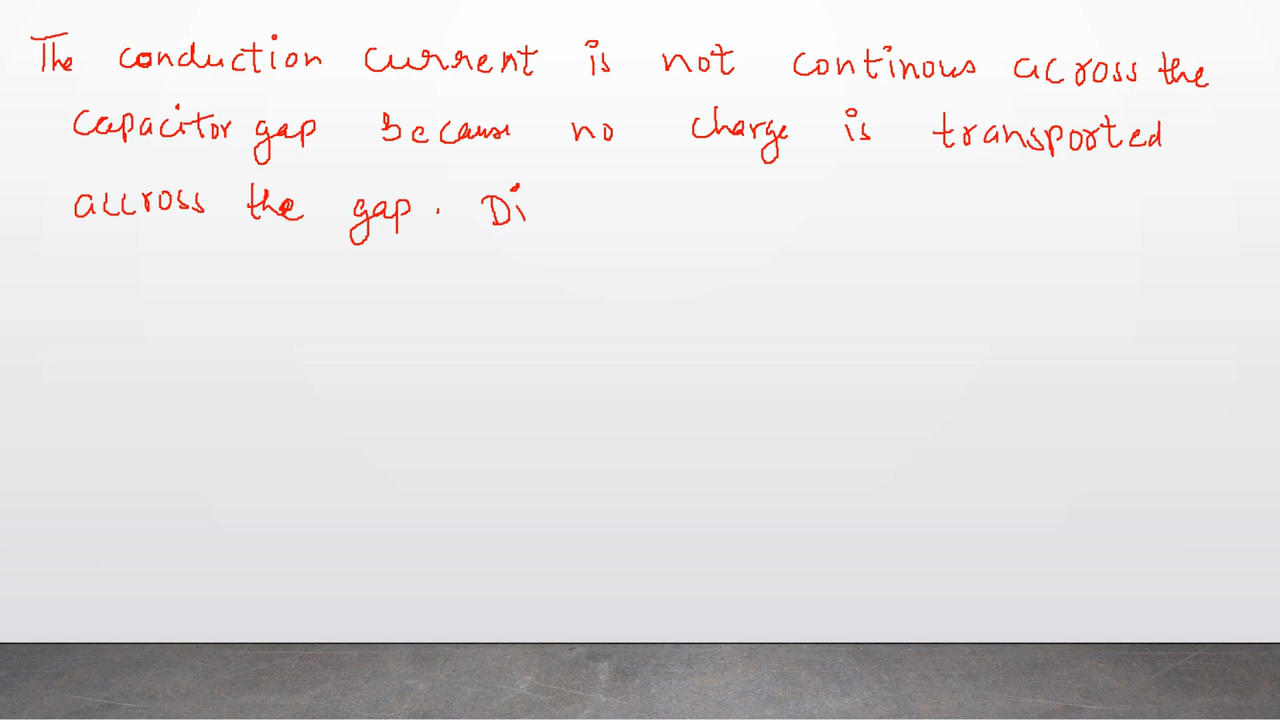 The conduction current is not continous across the
capacitor gap because no charge is transported
accross the gap. Di